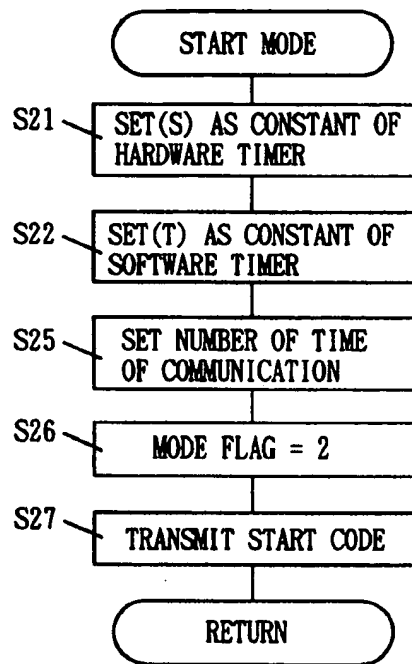 START MODE
S21
SET(S) AS CONSTANT OF
HARDWARE TIMER
S22
SET(T) AS CONSTANT OF
SOFTWARE TIMER
S25
SET NUMBER OF TIME
OF COMMUNICATION
S26
MODE FLAG = 2
S27
TRANSMIT START CODE
RETURN